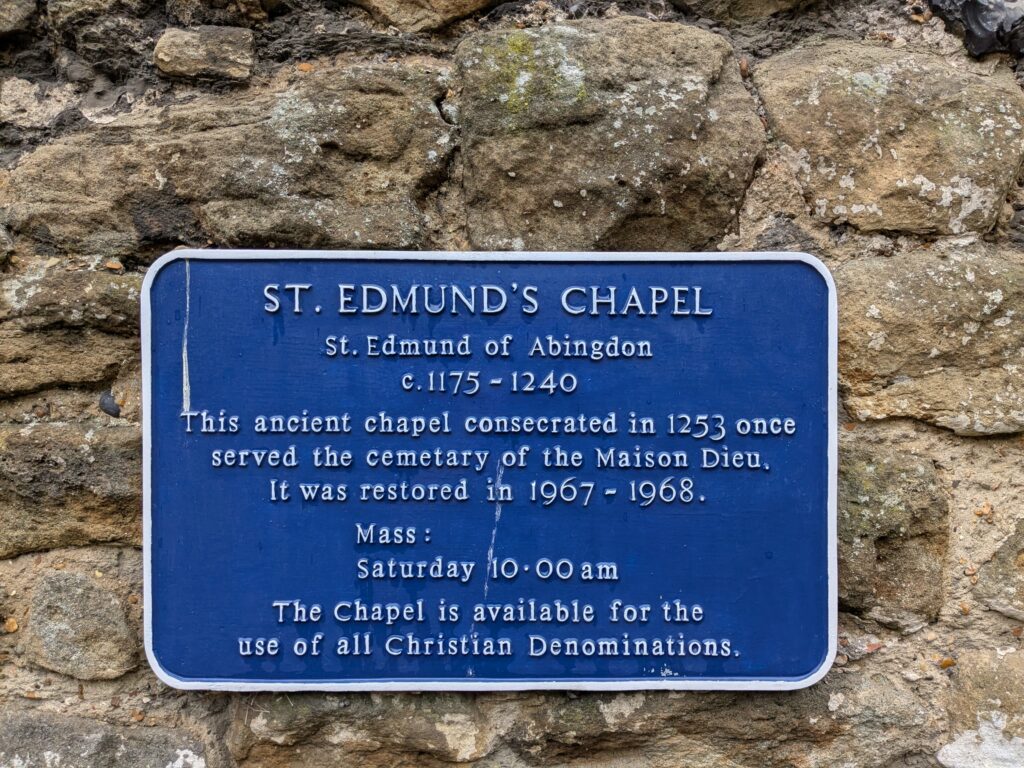 ST. EDMUND'S CHAPEL
St. Edmund of Abingdon
c. 1175 - 1240
This ancient chapel consecrated in 1253 once
served the cemetary of the Maison Dieu.
It was restored in 1967 - 1968.
Mass :
Saturday 10·00 am
The Chapel is available for the
use of all Christian Denominations.